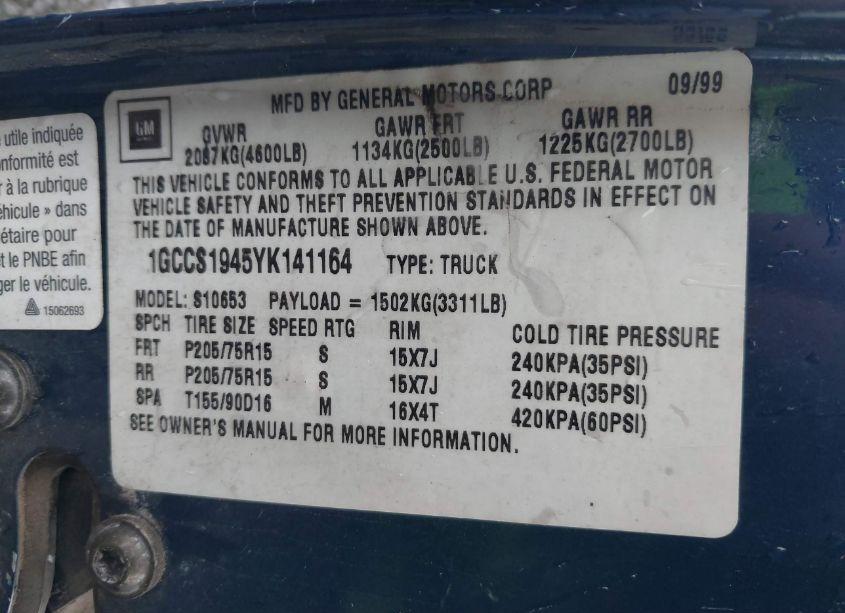 utile indiquée
onformité est
r à la rubrique
éhicule » dans
étaire pour
t le PNBE afin
ger le véhicule.
15062693
GM
MFD BY GENERAL MOTORS CORP 09/99
GVWR GAWR FRT GAWR RR
2087KG(4600LB) 1134KG(2500LB) 1225KG(2700LB)
THIS VEHICLE CONFORMS TO ALL APPLICABLE U.S. FEDERAL MOTOR
VEHICLE SAFETY AND THEFT PREVENTION STANDARDS IN EFFECT ON
THE DATE OF MANUFACTURE SHOWN ABOVE.
1GCCS1945YK141164 TYPE: TRUCK
MODEL: S10653 PAYLOAD = 1502KG(3311LB)
SPCH TIRE SIZE SPEED RTG RIM COLD TIRE PRESSURE
FRT P205/75R15 S 15X7J 240KPA(35PSI)
RR P205/75R15 S 15X7J 240KPA(35PSI)
SPA T155/90D16 M 16X4T 420KPA(60PSI)
SEE OWNER'S MANUAL FOR MORE INFORMATION.